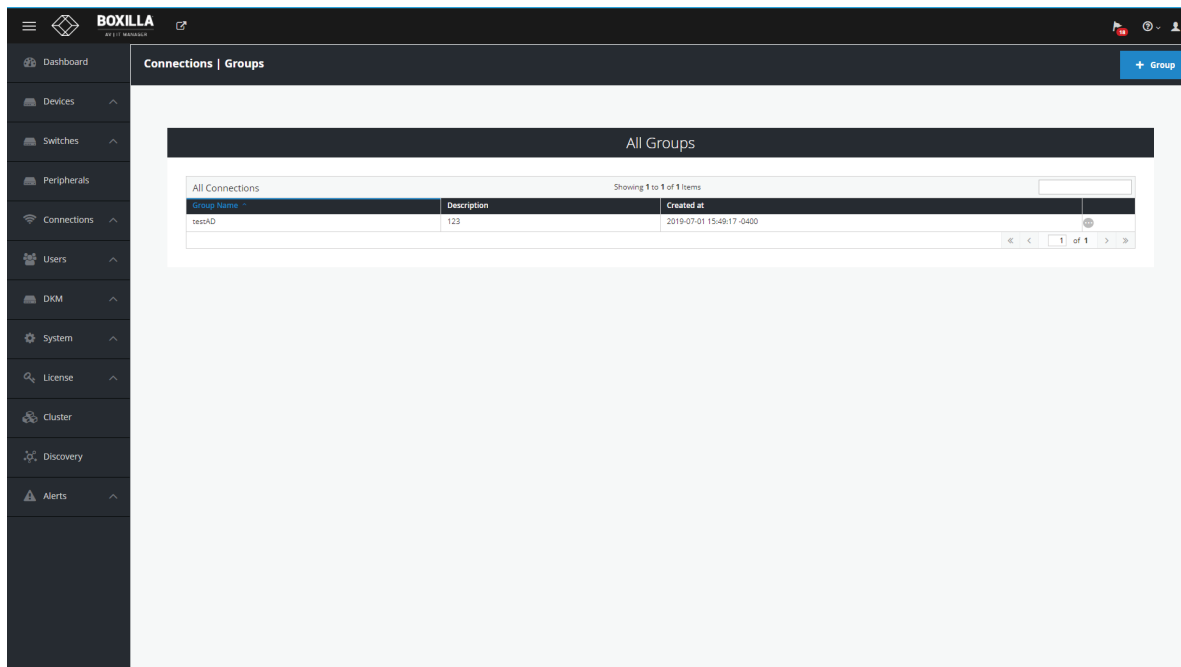 BOXILLA
AV | IT MANAGER
18
Dashboard
Connections | Groups
+ Group
Devices
Switches
Peripherals
Connections
Users
DKM
System
License
Cluster
Discovery
Alerts
All Groups
All Connections
Showing 1 to 1 of 1 Items
Group Name Description Created at
testAD 123 2019-07-01 15:49:17 -0400
« < 1 of 1 > »